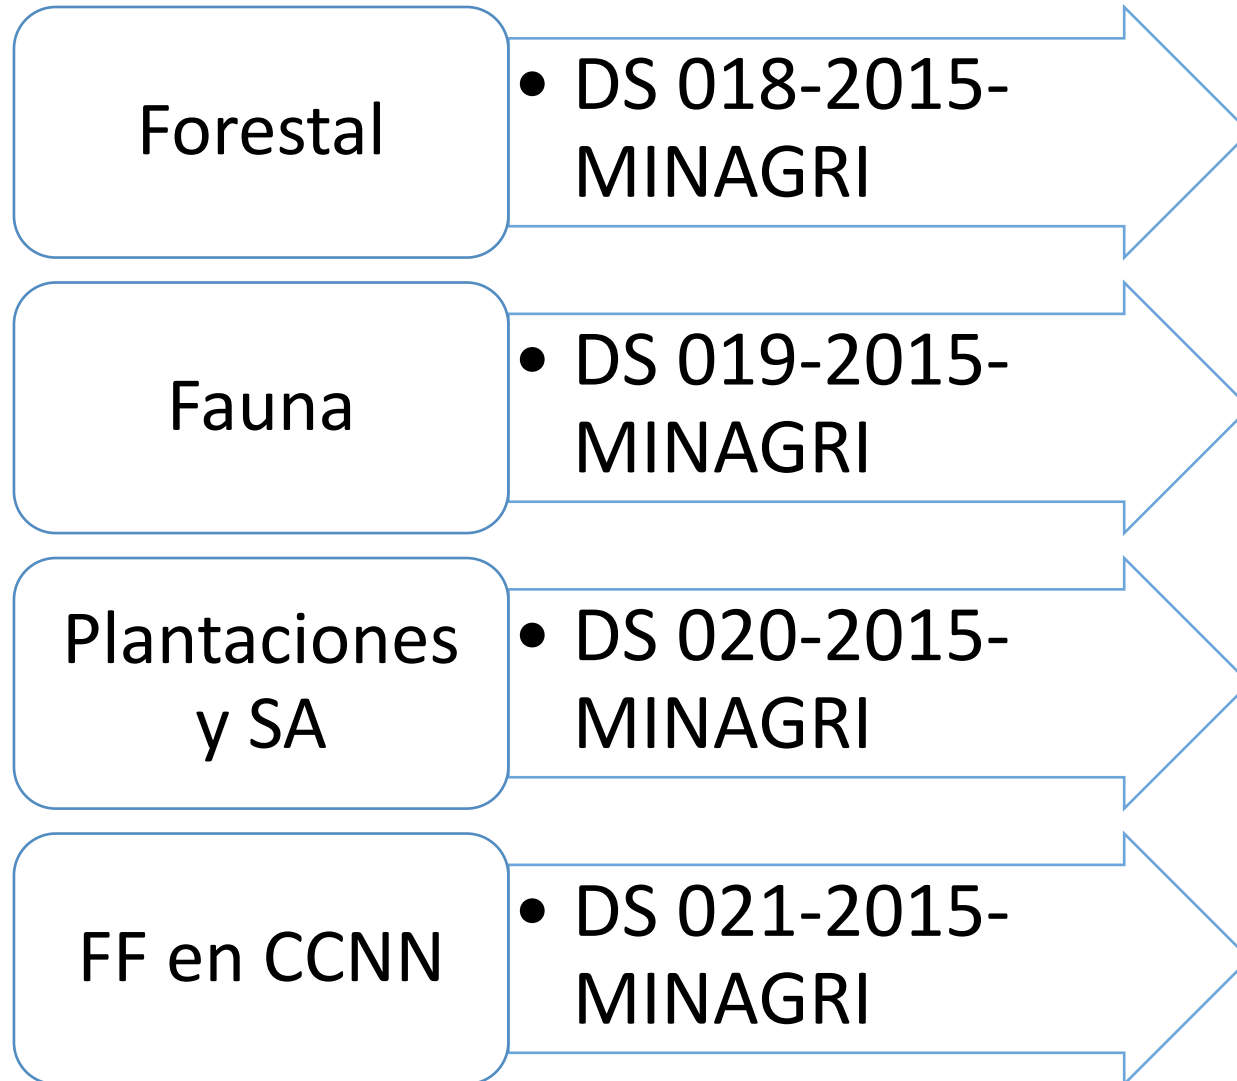 Forestal
• DS 018-2015-
MINAGRI
Fauna
• DS 019-2015-
MINAGRI
Plantaciones
y SA
• DS 020-2015-
MINAGRI
FF en CCNN
• DS 021-2015-
MINAGRI